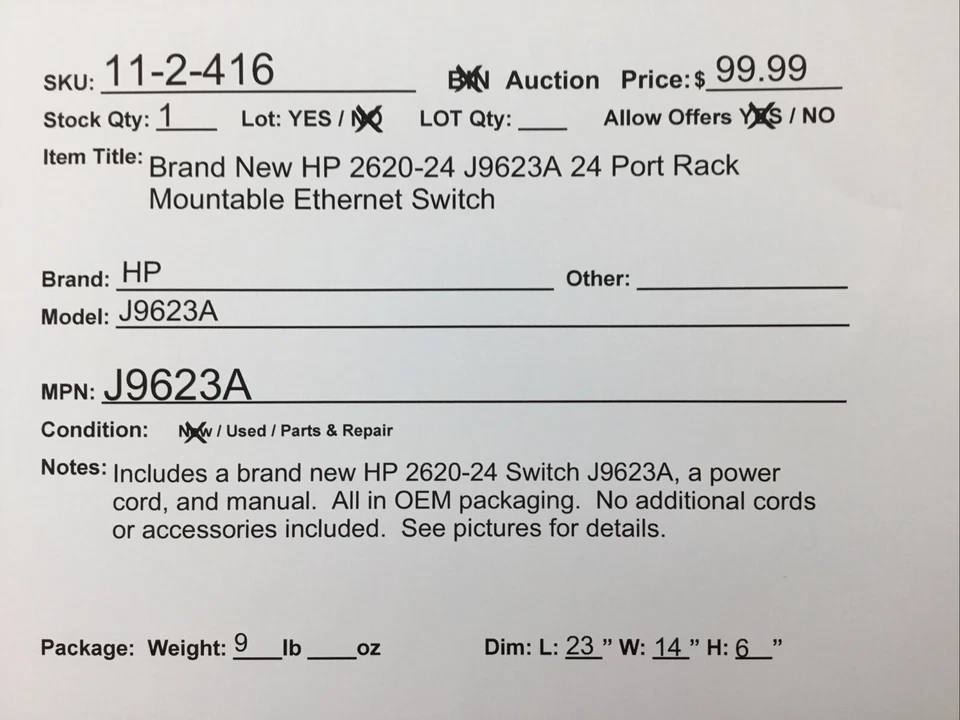 SKU: 11-2-416 BIN Auction Price: $ 99.99
Stock Qty: 1 Lot: YES / NO LOT Qty: ____ Allow Offers YES / NO
Item Title: Brand New HP 2620-24 J9623A 24 Port Rack
Mountable Ethernet Switch
Brand: HP Other:
Model: J9623A
MPN: J9623A
Condition: New / Used / Parts & Repair
Notes: Includes a brand new HP 2620-24 Switch J9623A, a power
cord, and manual. All in OEM packaging. No additional cords
or accessories included. See pictures for details.
Package: Weight: 9 lb ____oz Dim: L: 23 ” W: 14 ” H: 6 ”